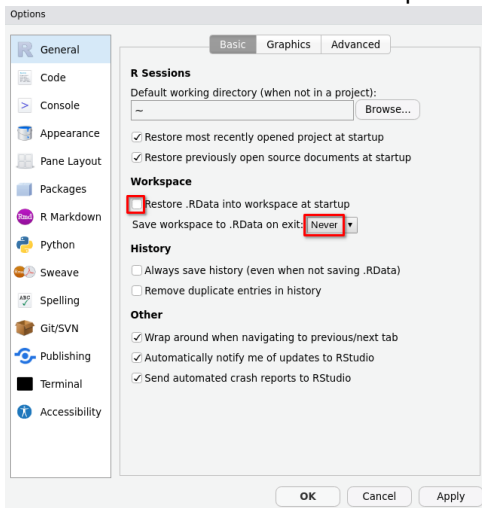 Options
General
Code
Console
Appearance
Pane Layout
Packages
Rmd R Markdown
Python
Sweave
ABC Spelling
Git/SVN
Publishing
Terminal
Accessibility
Basic Graphics Advanced
R Sessions
Default working directory (when not in a project):
~ Browse...
Restore most recently opened project at startup
Restore previously open source documents at startup
Workspace
Restore .RData into workspace at startup
Save workspace to .RData on exit: Never
History
Always save history (even when not saving .RData)
Remove duplicate entries in history
Other
Wrap around when navigating to previous/next tab
Automatically notify me of updates to RStudio
Send automated crash reports to RStudio
OK Cancel Apply